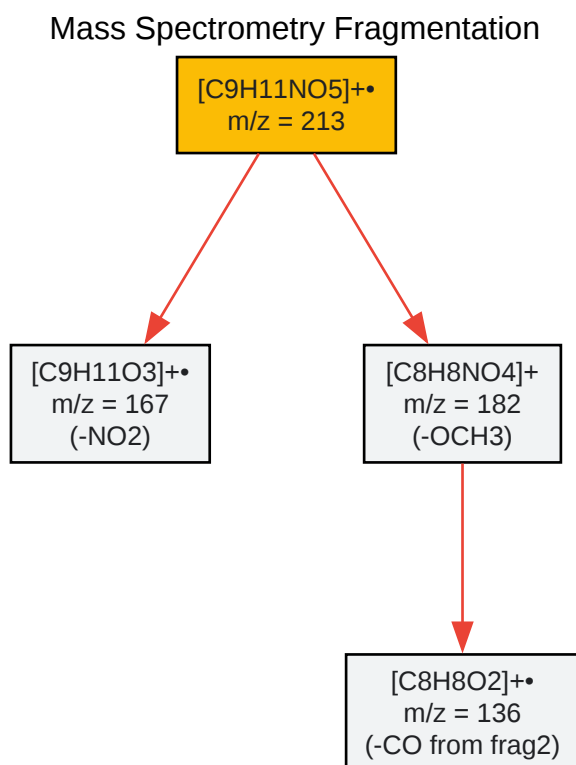 Mass Spectrometry Fragmentation
[C9H11NO5]+•
m/z = 213
[C9H11O3]+•
m/z = 167
(-NO2)
[C8H8NO4]+
m/z = 182
(-OCH3)
[C8H8O2]+•
m/z = 136
(-CO from frag2)